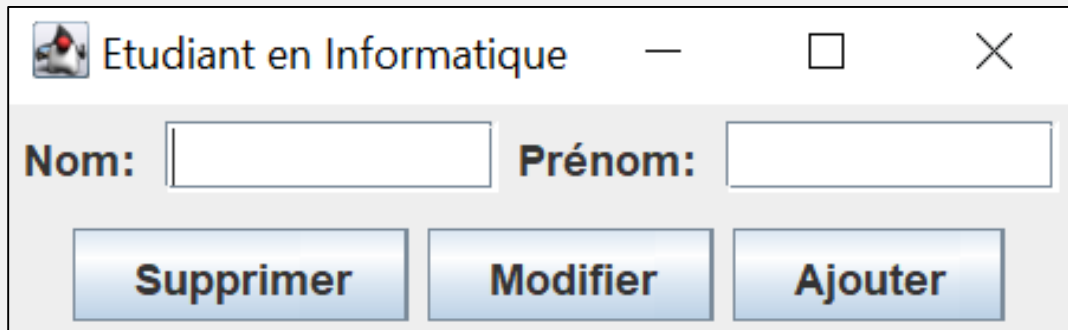 Etudiant en Informatique
Nom: Prénom:
Supprimer Modifier Ajouter